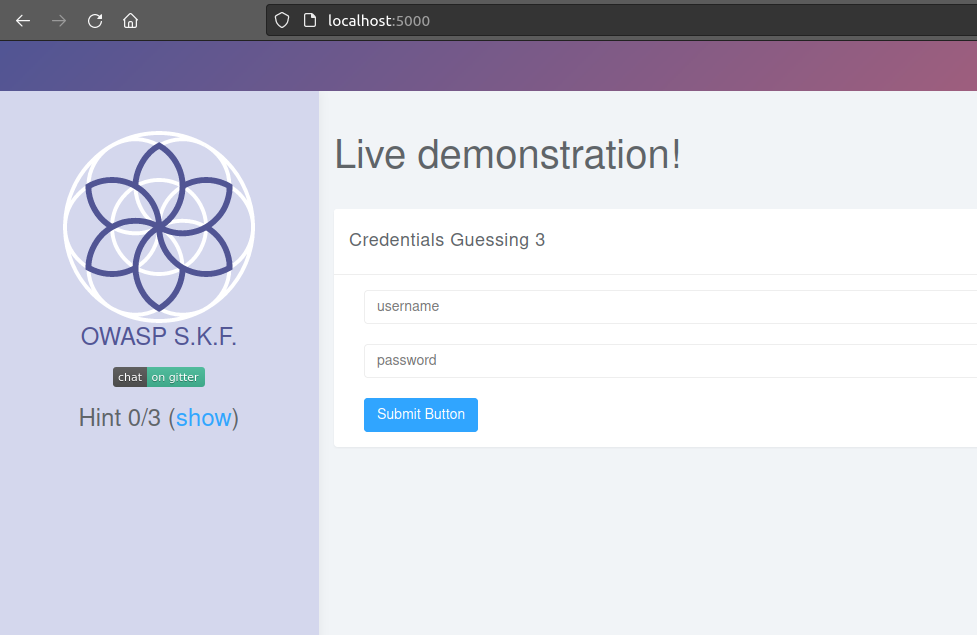 localhost:5000
Live demonstration!
Credentials Guessing 3
username
password
Submit Button
OWASP S.K.F.
chat on gitter
Hint 0/3 (show)